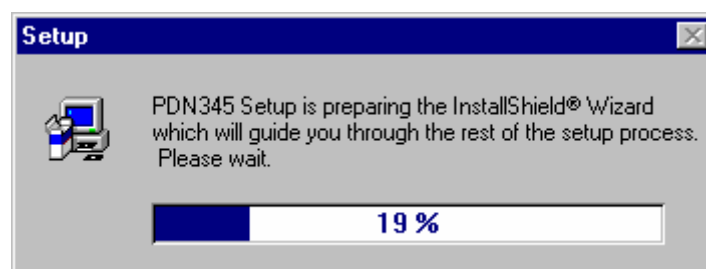 Setup
PDN345 Setup is preparing the InstallShield® Wizard
which will guide you through the rest of the setup process.
Please wait.
19 %